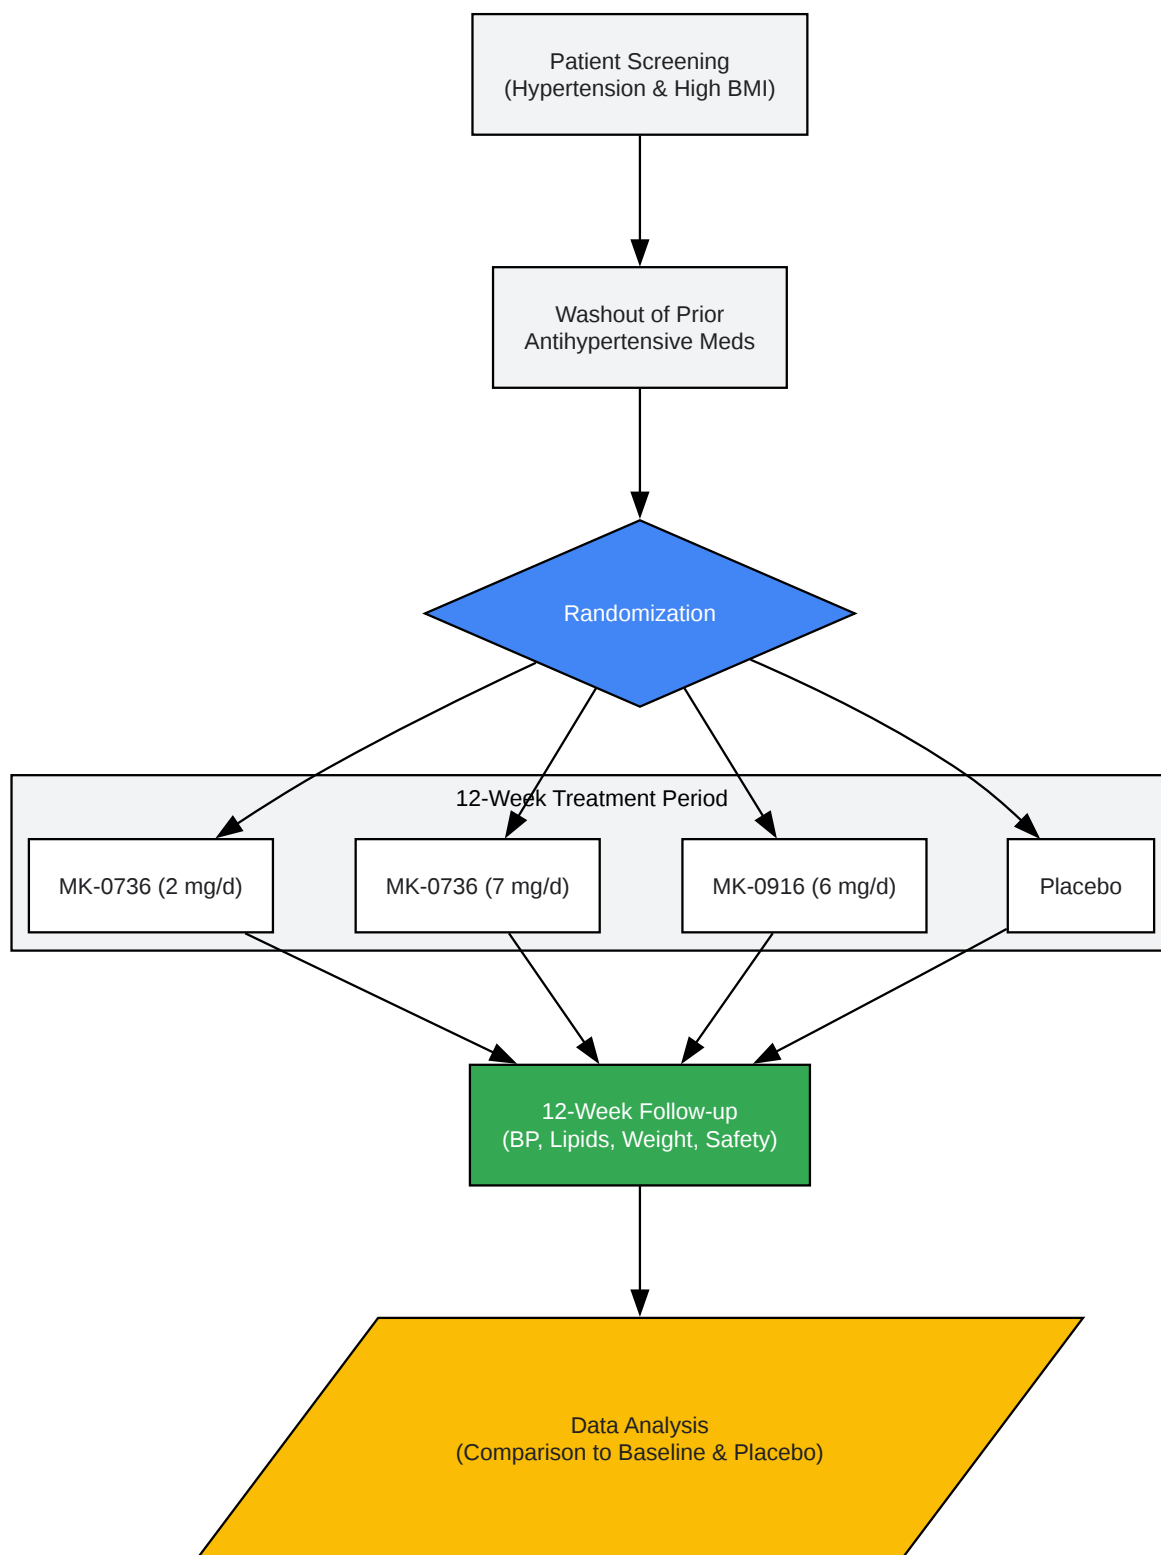 Patient Screening
(Hypertension & High BMI)
Washout of Prior
Antihypertensive Meds
Randomization
12-Week Treatment Period
MK-0736 (2 mg/d)
MK-0736 (7 mg/d)
MK-0916 (6 mg/d)
Placebo
12-Week Follow-up
(BP, Lipids, Weight, Safety)
Data Analysis
(Comparison to Baseline & Placebo)